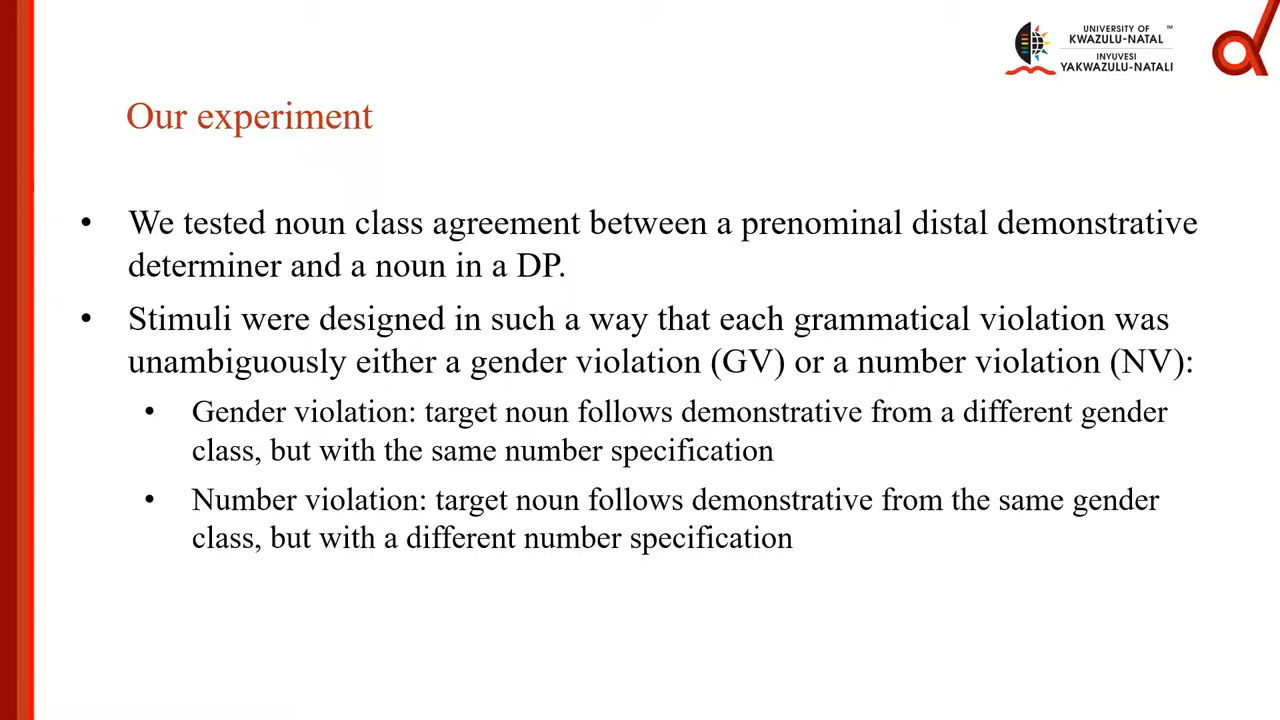 UNIVERSITY OF ™
KWAZULU-NATAL
INYUVESI
YAKWAZULU-NATALI
Our experiment
• We tested noun class agreement between a prenominal distal demonstrative
determiner and a noun in a DP.
• Stimuli were designed in such a way that each grammatical violation was
unambiguously either a gender violation (GV) or a number violation (NV):
• Gender violation: target noun follows demonstrative from a different gender
class, but with the same number specification
• Number violation: target noun follows demonstrative from the same gender
class, but with a different number specification